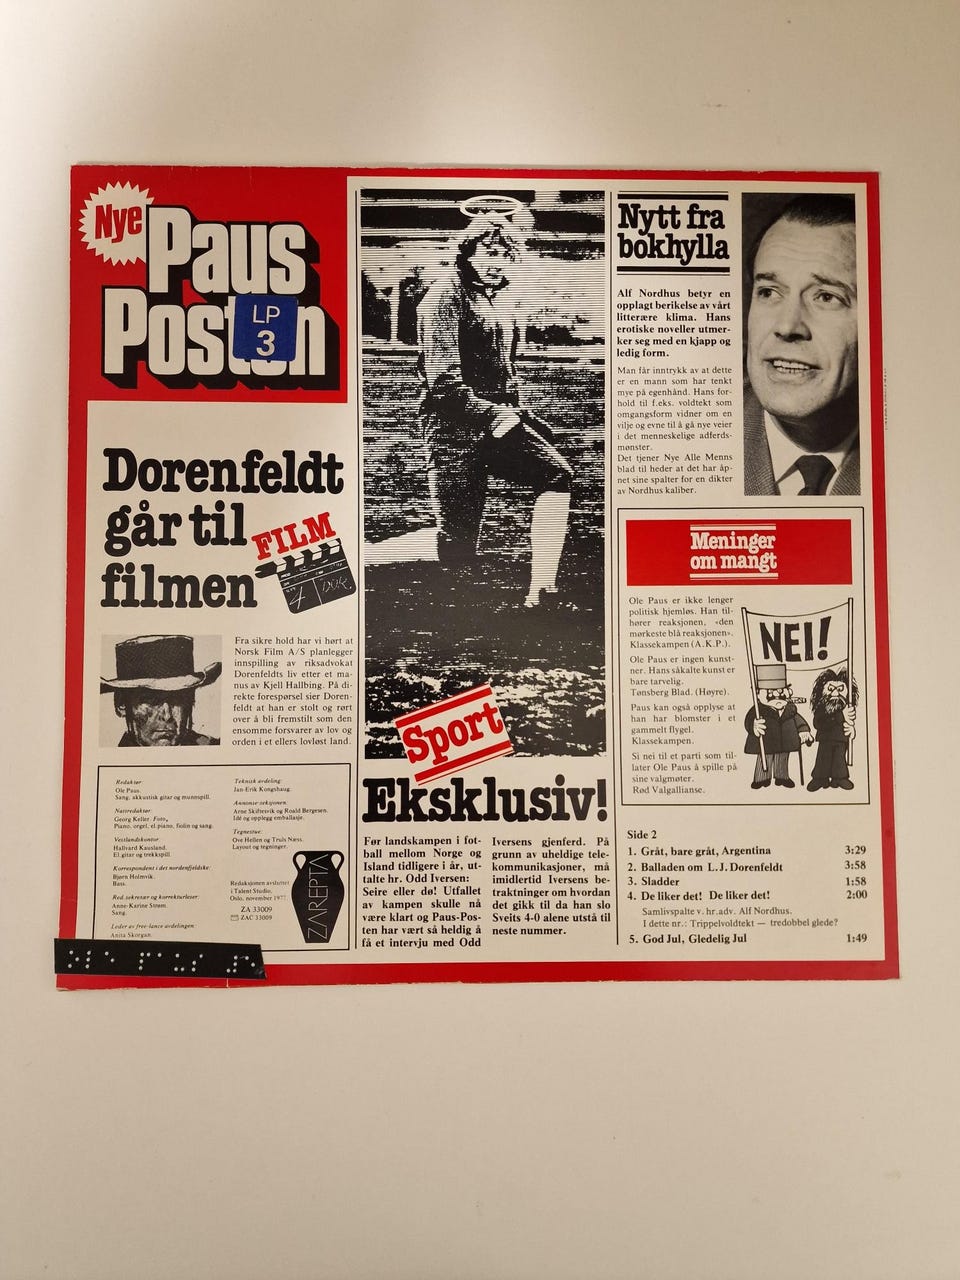 Nye
Paus
Posten
LP
3
Dorenfeldt
går til
filmen
FILM
4
DOR
Fra sikre hold har vi hørt at
Norsk Film A/S planlegger
innspilling av riksadvokat
Dorenfeldts liv etter et ma-
nus av Kjell Hallbing. På di-
rekte forespørsel sier Doren-
feldt at han er stolt og rørt
over å bli fremstilt som den
ensomme forsvarer av lov og
orden i et ellers lovløst land.
Redaktør:
Ole Paus.
Sang, akkustisk gitar og munnspill.
Nattredaktør:
Georg Keller. Foto,
Piano, orgel, el.piano, fiolin og sang.
Vestlandskontor:
Hallvard Kausland.
El.gitar og trekkspill.
Korrespondent i det nordenfjeldske:
Bjørn Holmvik.
Bass.
Red.sekretær og korrekturleser:
Anne-Karine Strøm.
Sang.
Leder av free-lance avdelingen:
Anita Skorgan.
Teknisk avdeling:
Jan-Erik Kongshaug.
Annonse-seksjonen:
Arne Skiftesvik og Roald Bergesen.
Idé og opplegg emballasje.
Tegnestue:
Ove Hellen og Truls Næss.
Layout og tegninger.
Redaksjonen avsluttet
i Talent Studio,
Oslo, november 1977
ZA 33009
ZAC 33009
ZAREPTA
Sport
Eksklusiv!
Før landskampen i fot-
ball mellom Norge og
Island tidligere i år, ut-
talte hr. Odd Iversen:
Seire eller dø! Utfallet
av kampen skulle nå
være klart og Paus-Pos-
ten har vært så heldig å
få et intervju med Odd
Iversens gjenferd. På
grunn av uheldige tele-
kommunikasjoner, må
imidlertid Iversens be-
traktninger om hvordan
det gikk til da han slo
Sveits 4-0 alene utstå til
neste nummer.
Nytt fra
bokhylla
Alf Nordhus betyr en
opplagt berikelse av vårt
litterære klima. Hans
erotiske noveller utmer-
ker seg med en kjapp og
ledig form.
Man får inntrykk av at dette
er en mann som har tenkt
mye på egenhånd. Hans for-
hold til f.eks. voldtekt som
omgangsform vidner om en
vilje og evne til å gå nye veier
i det menneskelige adferds-
mønster.
Det tjener Nye Alle Menns
blad til heder at det har åp-
net sine spalter for en dikter
av Nordhus kaliber.
Meninger
om mangt
Ole Paus er ikke lenger
politisk hjemløs. Han til-
hører reaksjonen, «den
mørkeste blå reaksjonen».
Klassekampen (A.K.P.).
Ole Paus er ingen kunst-
ner. Hans såkalte kunst er
bare tarvelig.
Tønsberg Blad. (Høyre).
Paus kan også opplyse at
han har blomster i et
gammelt flygel.
Klassekampen.
Si nei til et parti som til-
later Ole Paus å spille på
sine valgmøter.
Rød Valgallianse.
NEI!
Side 2
1. Gråt, bare gråt, Argentina 3:29
2. Balladen om L.J. Dorenfeldt 3:58
3. Sladder 1:58
4. De liker det! De liker det! 2:00
Samlivspalte v. hr.adv. Alf Nordhus.
I dette nr.: Trippelvoldtekt — tredobbel glede?
5. God Jul, Gledelig Jul 1:49